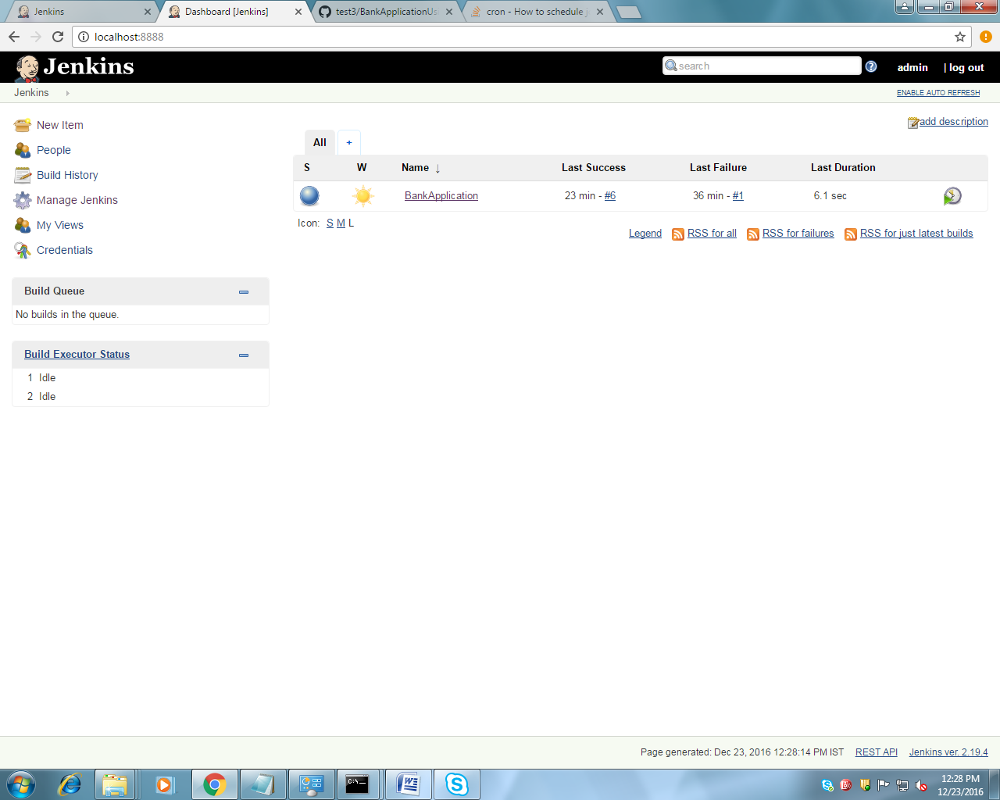 Jenkins
Dashboard [Jenkins]
test3/BankApplicationUs
cron - How to schedule j
localhost:8888
Jenkins
search
admin
| log out
Jenkins
ENABLE AUTO REFRESH
New Item
People
Build History
Manage Jenkins
My Views
Credentials
add description
All
+
S W Name ↓ Last Success Last Failure Last Duration
BankApplication 23 min - #6 36 min - #1 6.1 sec
Icon: S M L
Legend RSS for all RSS for failures RSS for just latest builds
Build Queue
No builds in the queue.
Build Executor Status
1 Idle
2 Idle
Page generated: Dec 23, 2016 12:28:14 PM IST REST API Jenkins ver. 2.19.4
12:28 PM
12/23/2016